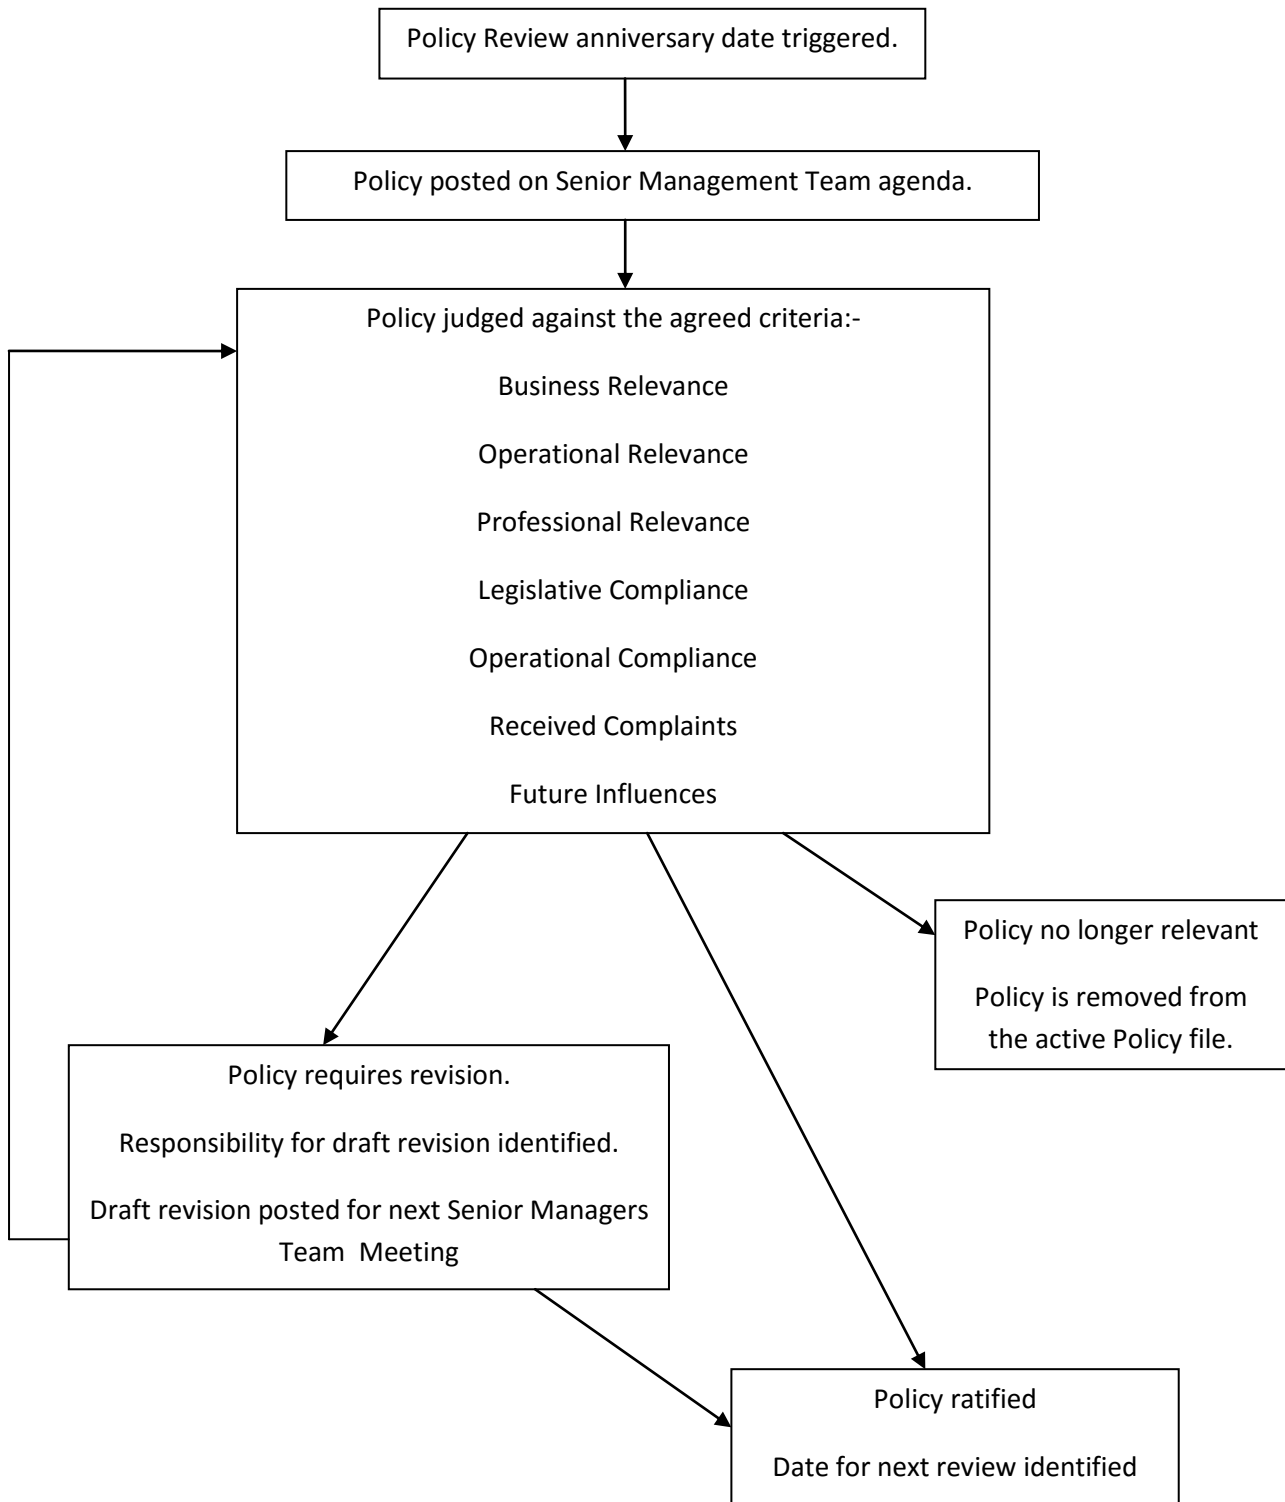 Policy Review anniversary date triggered.
Policy posted on Senior Management Team agenda.
Policy judged against the agreed criteria:-
Business Relevance
Operational Relevance
Professional Relevance
Legislative Compliance
Operational Compliance
Received Complaints
Future Influences
Policy no longer relevant
Policy is removed from
the active Policy file.
Policy requires revision.
Responsibility for draft revision identified.
Draft revision posted for next Senior Managers
Team  Meeting
Policy ratified
Date for next review identified